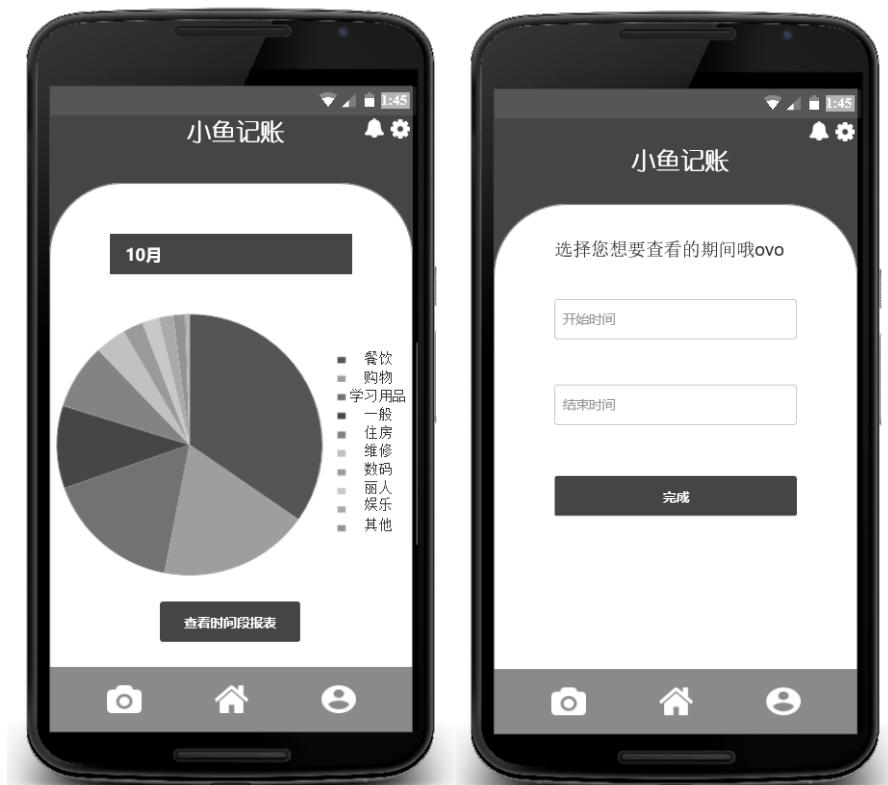 1:45
小鱼记账
10月
餐饮
购物
学习用品
一般
住房
维修
数码
丽人
娱乐
其他
查看时间段报表
1:45
小鱼记账
选择您想要查看的期间哦ovo
开始时间
结束时间
完成